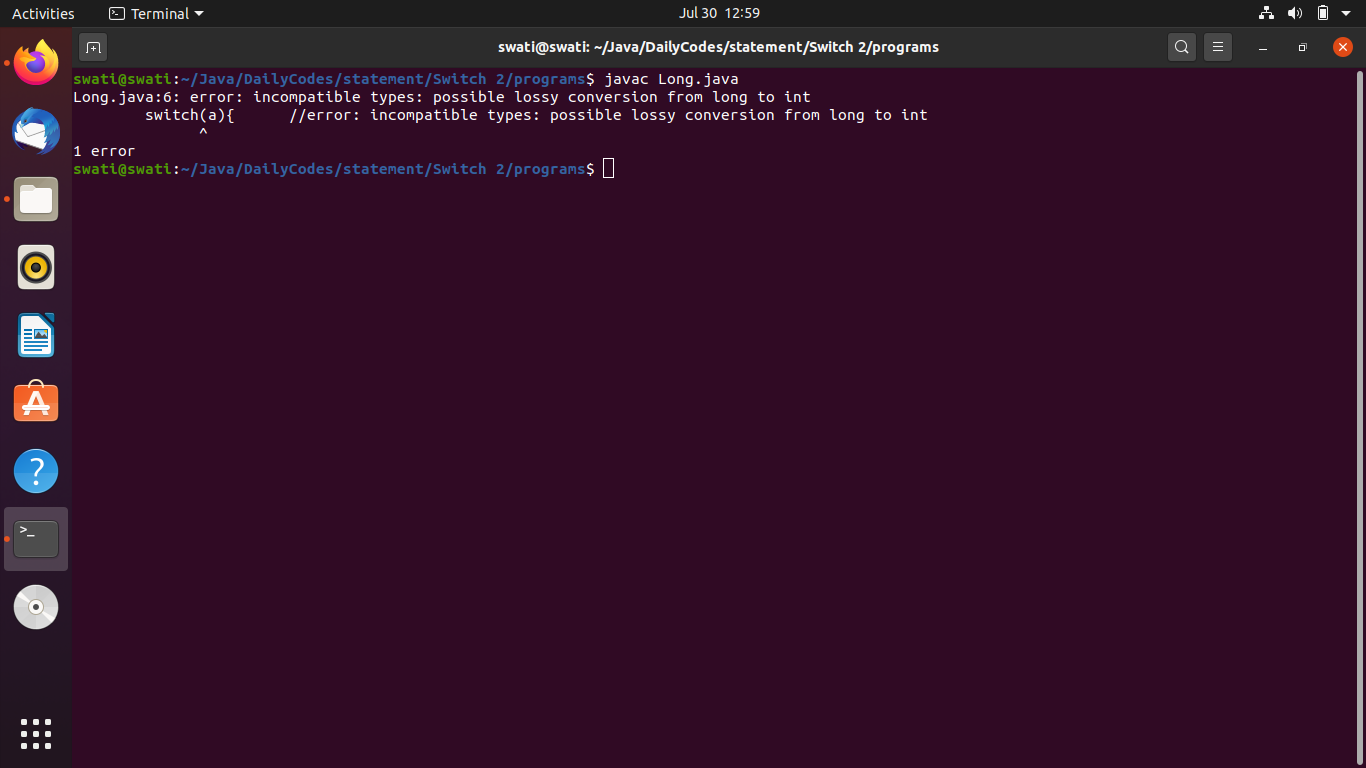 Activities
Terminal
Jul 30 12:59
swati@swati: ~/Java/DailyCodes/statement/Switch 2/programs
swati@swati:~/Java/DailyCodes/statement/Switch 2/programs$ javac Long.java
Long.java:6: error: incompatible types: possible lossy conversion from long to int
        switch(a){      //error: incompatible types: possible lossy conversion from long to int
              ^
1 error
swati@swati:~/Java/DailyCodes/statement/Switch 2/programs$